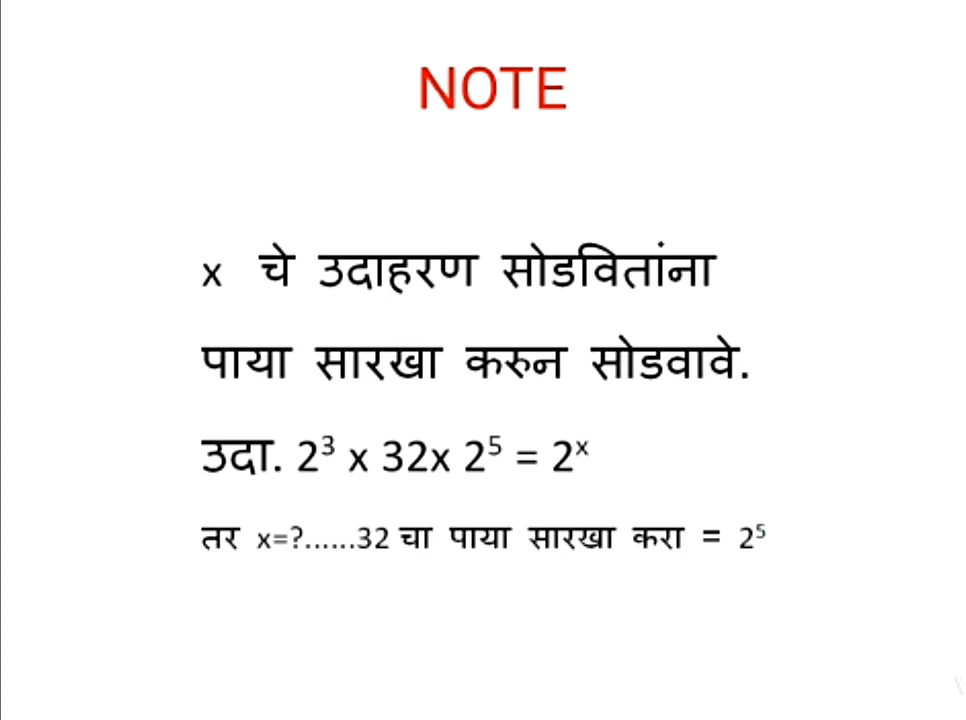 NOTE
x चे उदाहरण सोडवितांना
पाया सारखा करुन सोडवावे.
उदा. 2³ x 32x 2⁵ = 2ˣ
तर x=?......32 चा पाया सारखा करा = 2⁵